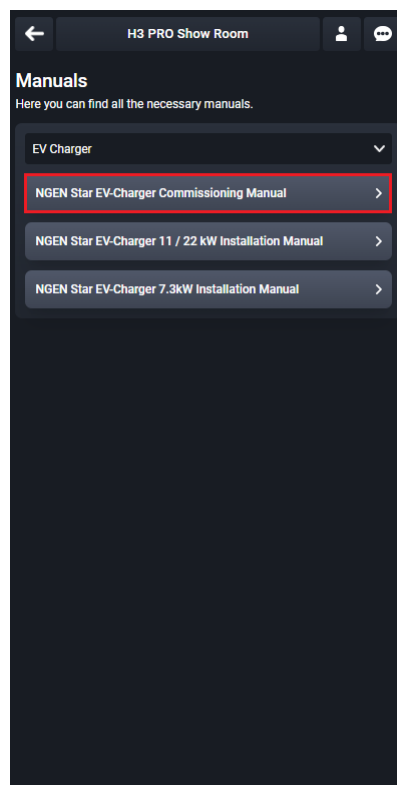 H3 PRO Show Room
Manuals
Here you can find all the necessary manuals.
EV Charger
NGEN Star EV-Charger Commissioning Manual
NGEN Star EV-Charger 11 / 22 kW Installation Manual
NGEN Star EV-Charger 7.3kW Installation Manual